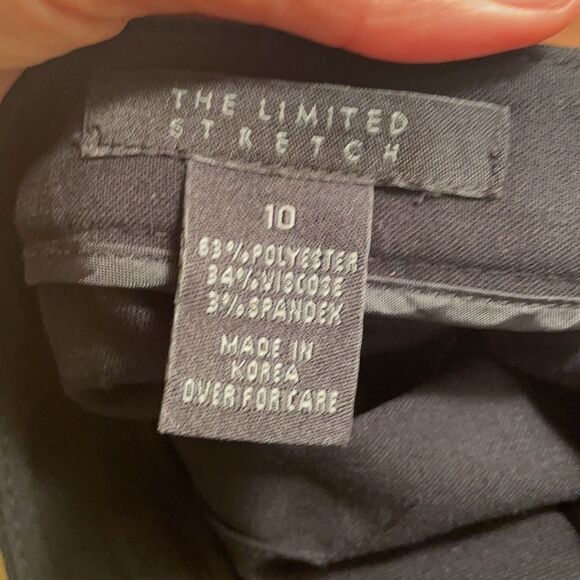 THE LIMITED
STRETCH
10
63%POLYESTER
34%VISCOSE
3%SPANDEX
MADE IN
KOREA
OVER FOR CARE